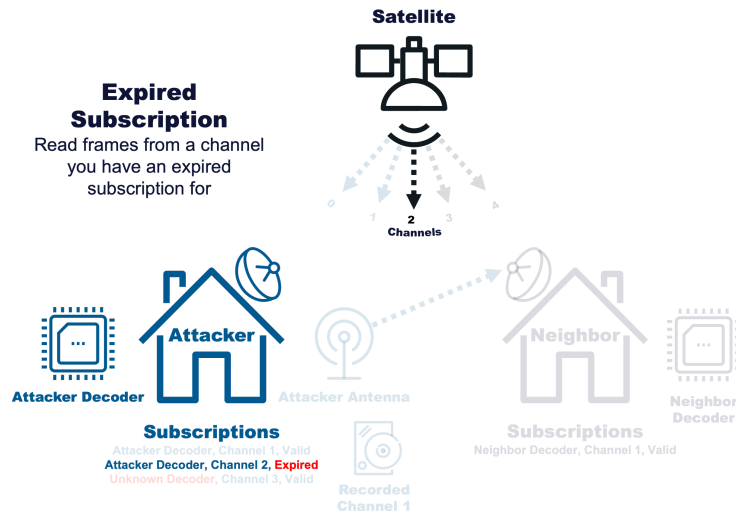 Satellite
Expired
Subscription
Read frames from a channel
you have an expired
subscription for
0
1
2
3
4
Channels
Attacker
Neighbor
Attacker Decoder
Attacker Antenna
Neighbor
Decoder
Subscriptions
Attacker Decoder, Channel 1, Valid
Attacker Decoder, Channel 2, Expired
Unknown Decoder, Channel 3, Valid
Subscriptions
Neighbor Decoder, Channel 1, Valid
Recorded
Channel 1